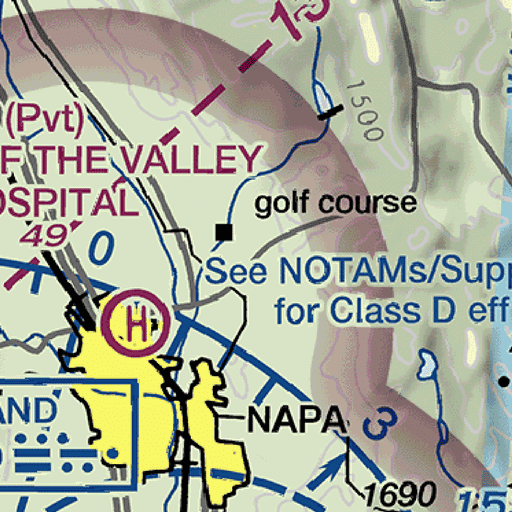 15
1500
(Pvt)
F THE VALLEY
OSPITAL
49
golf course
0
See NOTAMs/Supp
for Class D eff
H
AND
NAPA
3
1690
15